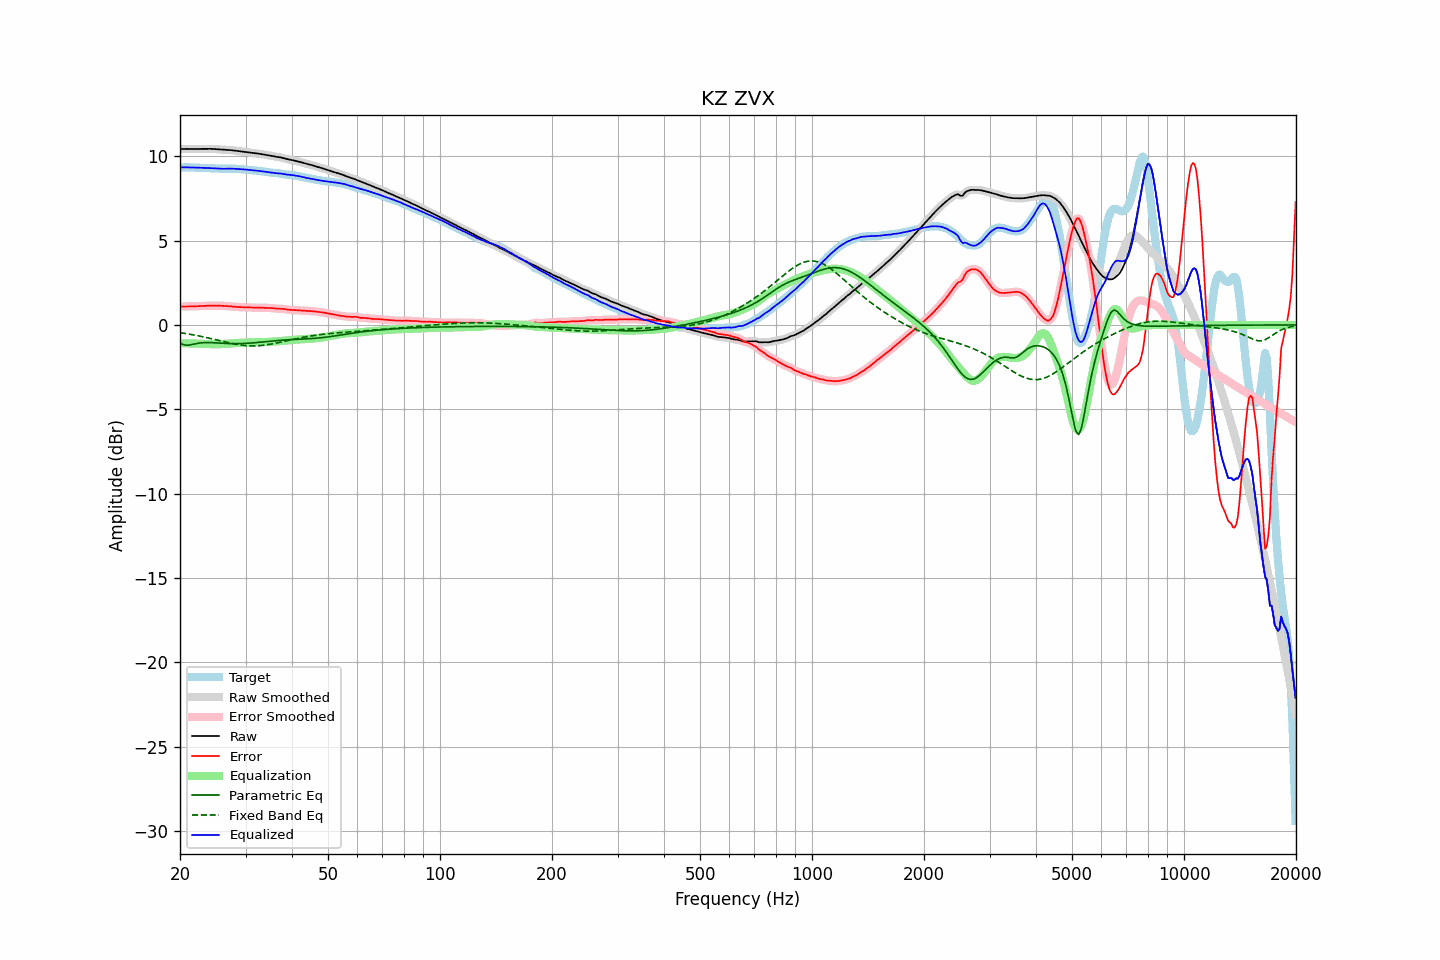 KZ ZVX
10
5
0
−5
−10
−15
−20
−25
−30
Amplitude (dBr)
Target
Raw Smoothed
Error Smoothed
Raw
Error
Equalization
Parametric Eq
Fixed Band Eq
Equalized
20 50 100 200 500 1000 2000 5000 10000 20000
Frequency (Hz)